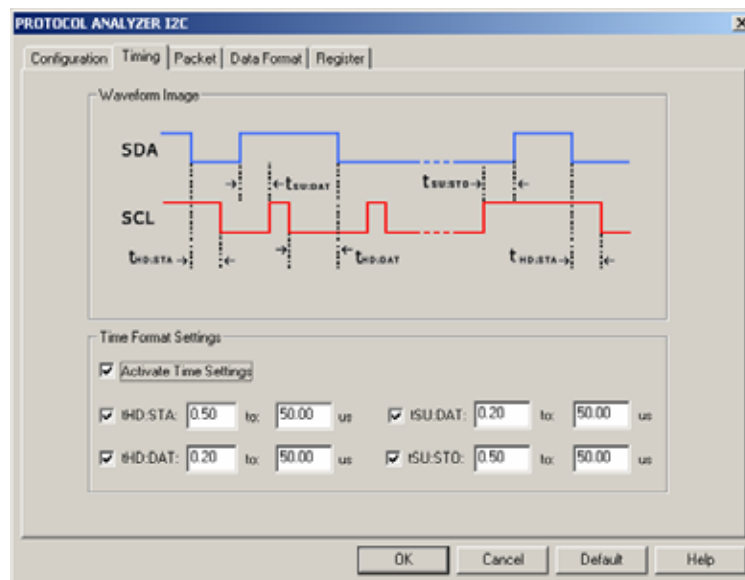 PROTOCOL ANALYZER I2C
Configuration Timing Packet Data Format Register
Waveform Image
SDA
tSU:DAT tSU:STO
SCL
tHD:STA tHD:DAT tHD:STA
Time Format Settings
Activate Time Settings
tHD:STA: 0.50 to: 50.00 us tSU:DAT: 0.20 to: 50.00 us
tHD:DAT: 0.20 to: 50.00 us tSU:STO: 0.50 to: 50.00 us
OK Cancel Default Help